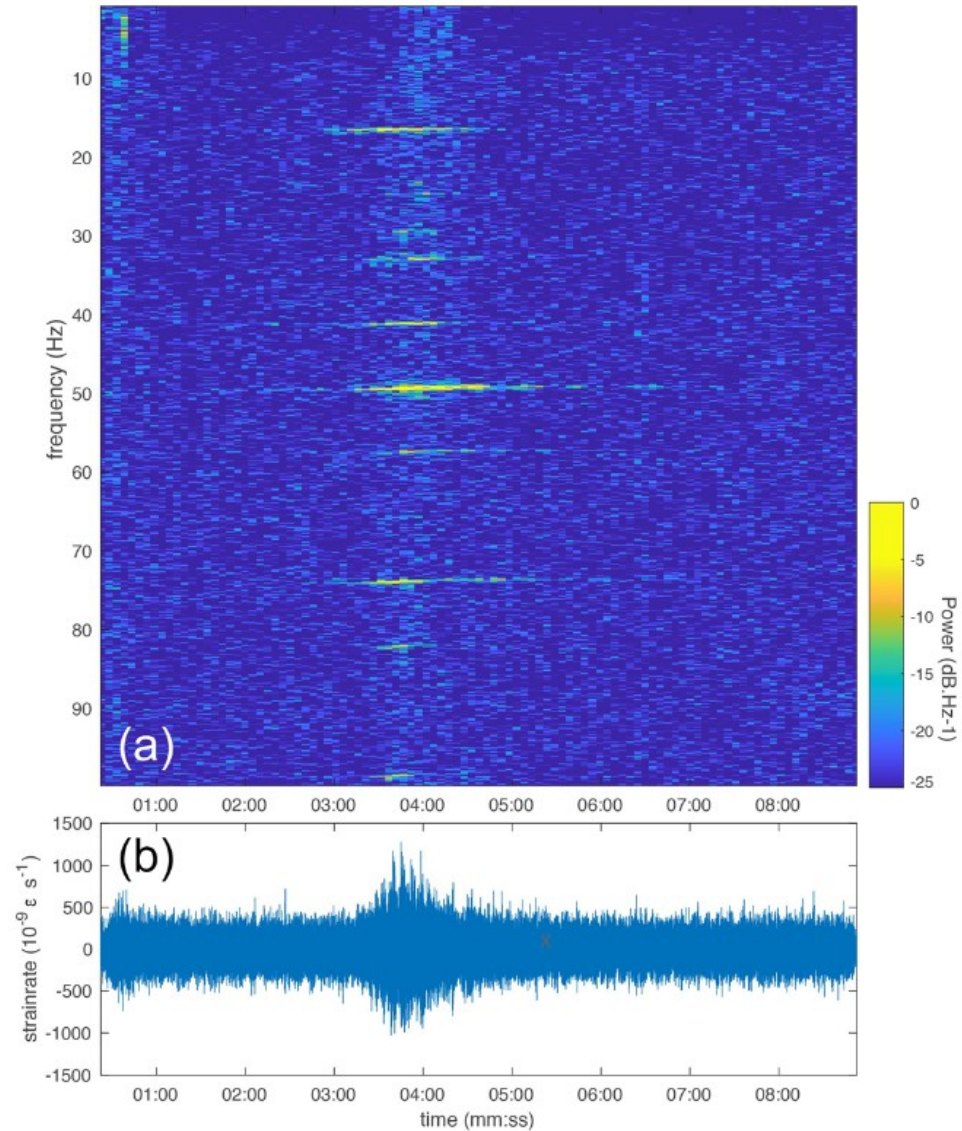 10
20
30
40
50
60
70
80
90
frequency (Hz)
(a)
01:00 02:00 03:00 04:00 05:00 06:00 07:00 08:00
0
-5
-10
-15
-20
-25
Power (dB.Hz-1)
1500
1000
500
0
-500
-1000
-1500
strainrate (10⁻⁹ ε s⁻¹)
(b)
X
01:00 02:00 03:00 04:00 05:00 06:00 07:00 08:00
time (mm:ss)